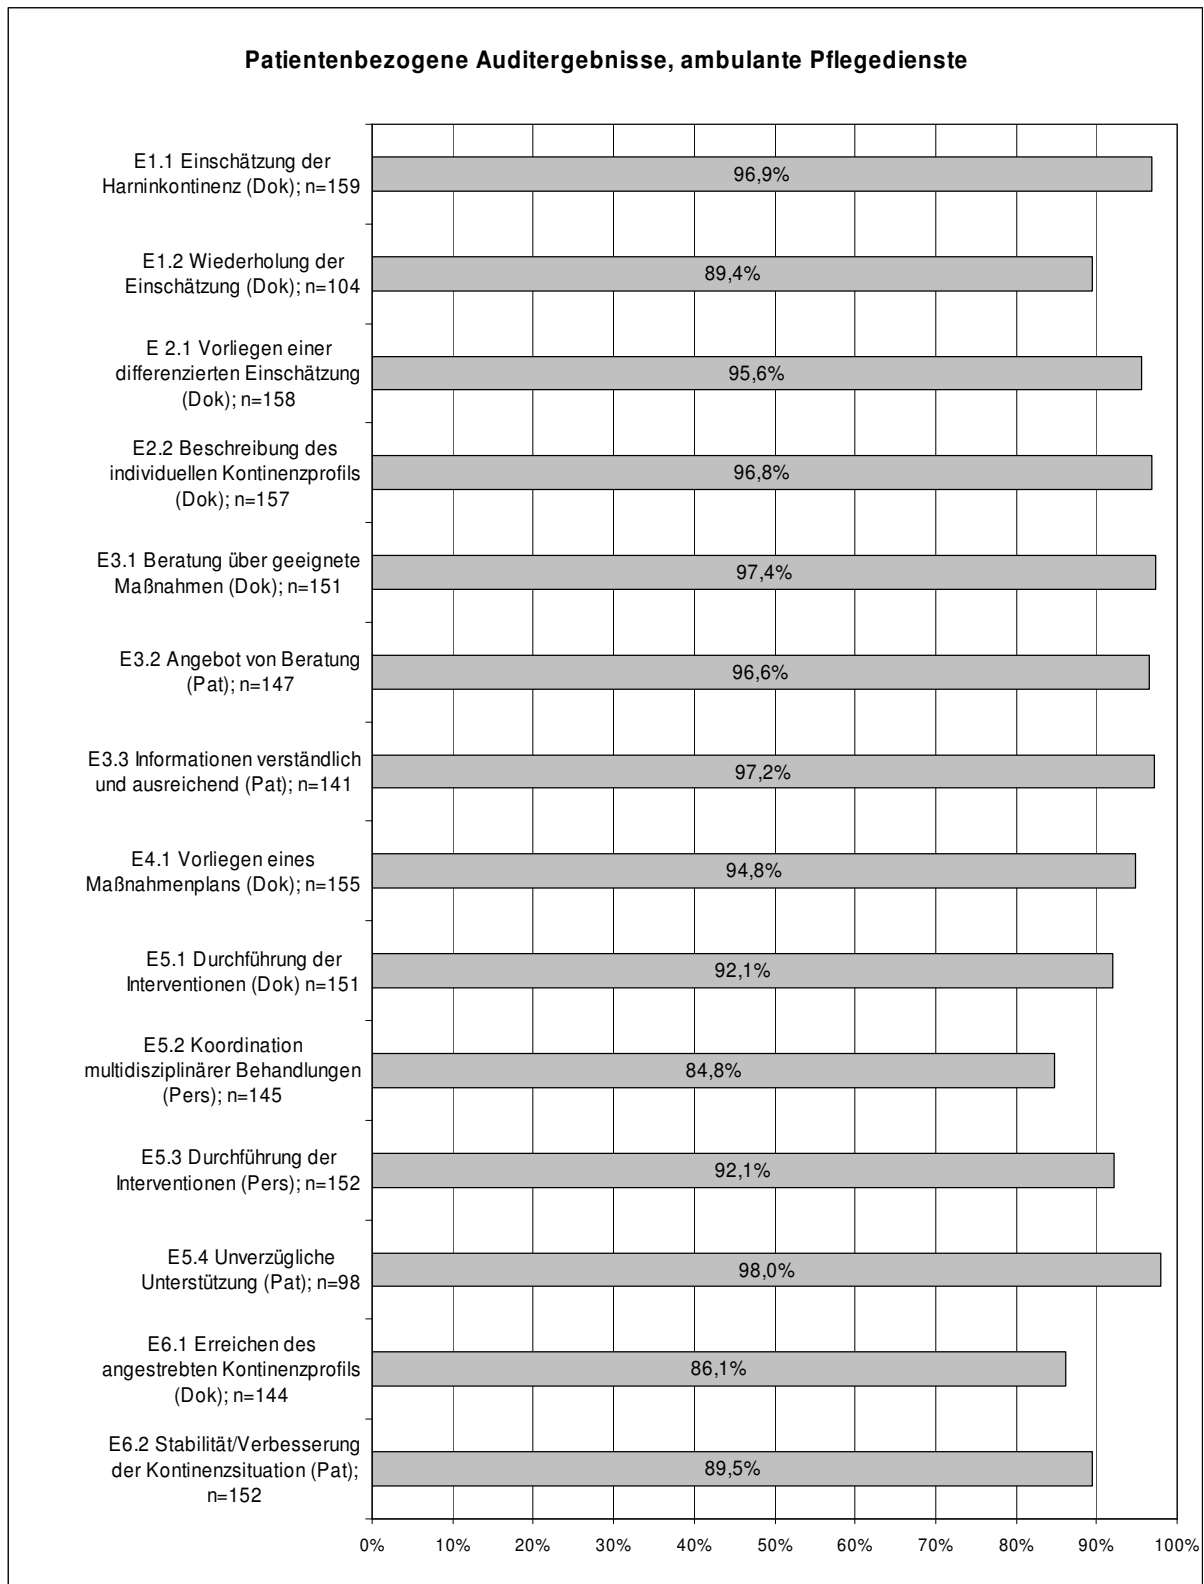 Patientenbezogene Auditergebnisse, ambulante Pflegedienste
E1.1 Einschätzung der
Harninkontinenz (Dok); n=159
96,9%
E1.2 Wiederholung der
Einschätzung (Dok); n=104
89,4%
E 2.1 Vorliegen einer
differenzierten Einschätzung
(Dok); n=158
95,6%
E2.2 Beschreibung des
individuellen Kontinenzprofils
(Dok); n=157
96,8%
E3.1 Beratung über geeignete
Maßnahmen (Dok); n=151
97,4%
E3.2 Angebot von Beratung
(Pat); n=147
96,6%
E3.3 Informationen verständlich
und ausreichend (Pat); n=141
97,2%
E4.1 Vorliegen eines
Maßnahmenplans (Dok); n=155
94,8%
E5.1 Durchführung der
Interventionen (Dok) n=151
92,1%
E5.2 Koordination
multidisziplinärer Behandlungen
(Pers); n=145
84,8%
E5.3 Durchführung der
Interventionen (Pers); n=152
92,1%
E5.4 Unverzügliche
Unterstützung (Pat); n=98
98,0%
E6.1 Erreichen des
angestrebten Kontinenzprofils
(Dok); n=144
86,1%
E6.2 Stabilität/Verbesserung
der Kontinenzsituation (Pat);
n=152
89,5%
0% 10% 20% 30% 40% 50% 60% 70% 80% 90% 100%